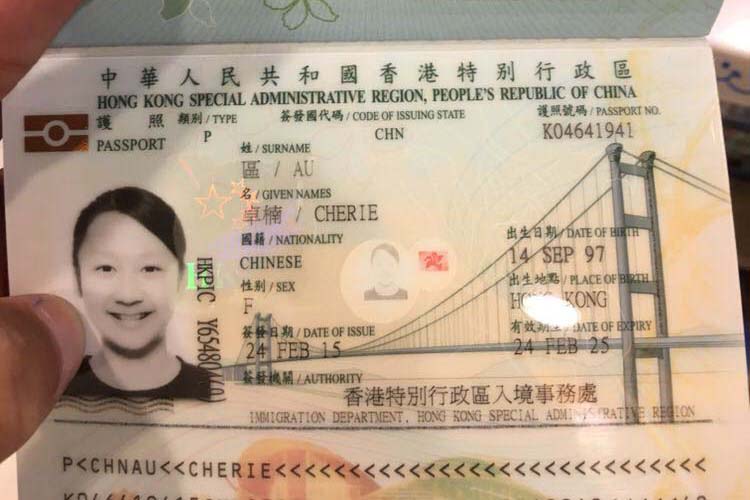 中華人民共和國香港特別行政區
HONG KONG SPECIAL ADMINISTRATIVE REGION, PEOPLE'S REPUBLIC OF CHINA
護照 類別 / TYPE 簽發國代碼 / CODE OF ISSUING STATE 護照號碼 / PASSPORT NO.
PASSPORT P CHN K04641941
姓 / SURNAME
區 / AU
名 / GIVEN NAMES
卓楠 / CHERIE
國籍 / NATIONALITY 出生日期 / DATE OF BIRTH
CHINESE 14 SEP 97
性別 / SEX 出生地點 / PLACE OF BIRTH
F HONG KONG
簽發日期 / DATE OF ISSUE 有效期至 / DATE OF EXPIRY
24 FEB 15 24 FEB 25
簽發機關 / AUTHORITY
香港特別行政區入境事務處
IMMIGRATION DEPARTMENT, HONG KONG SPECIAL ADMINISTRATIVE REGION
HKPIC
P<CHNAU<<CHERIE<<<<<<<<<<<<<<<<<<<<<<<<<<<<<